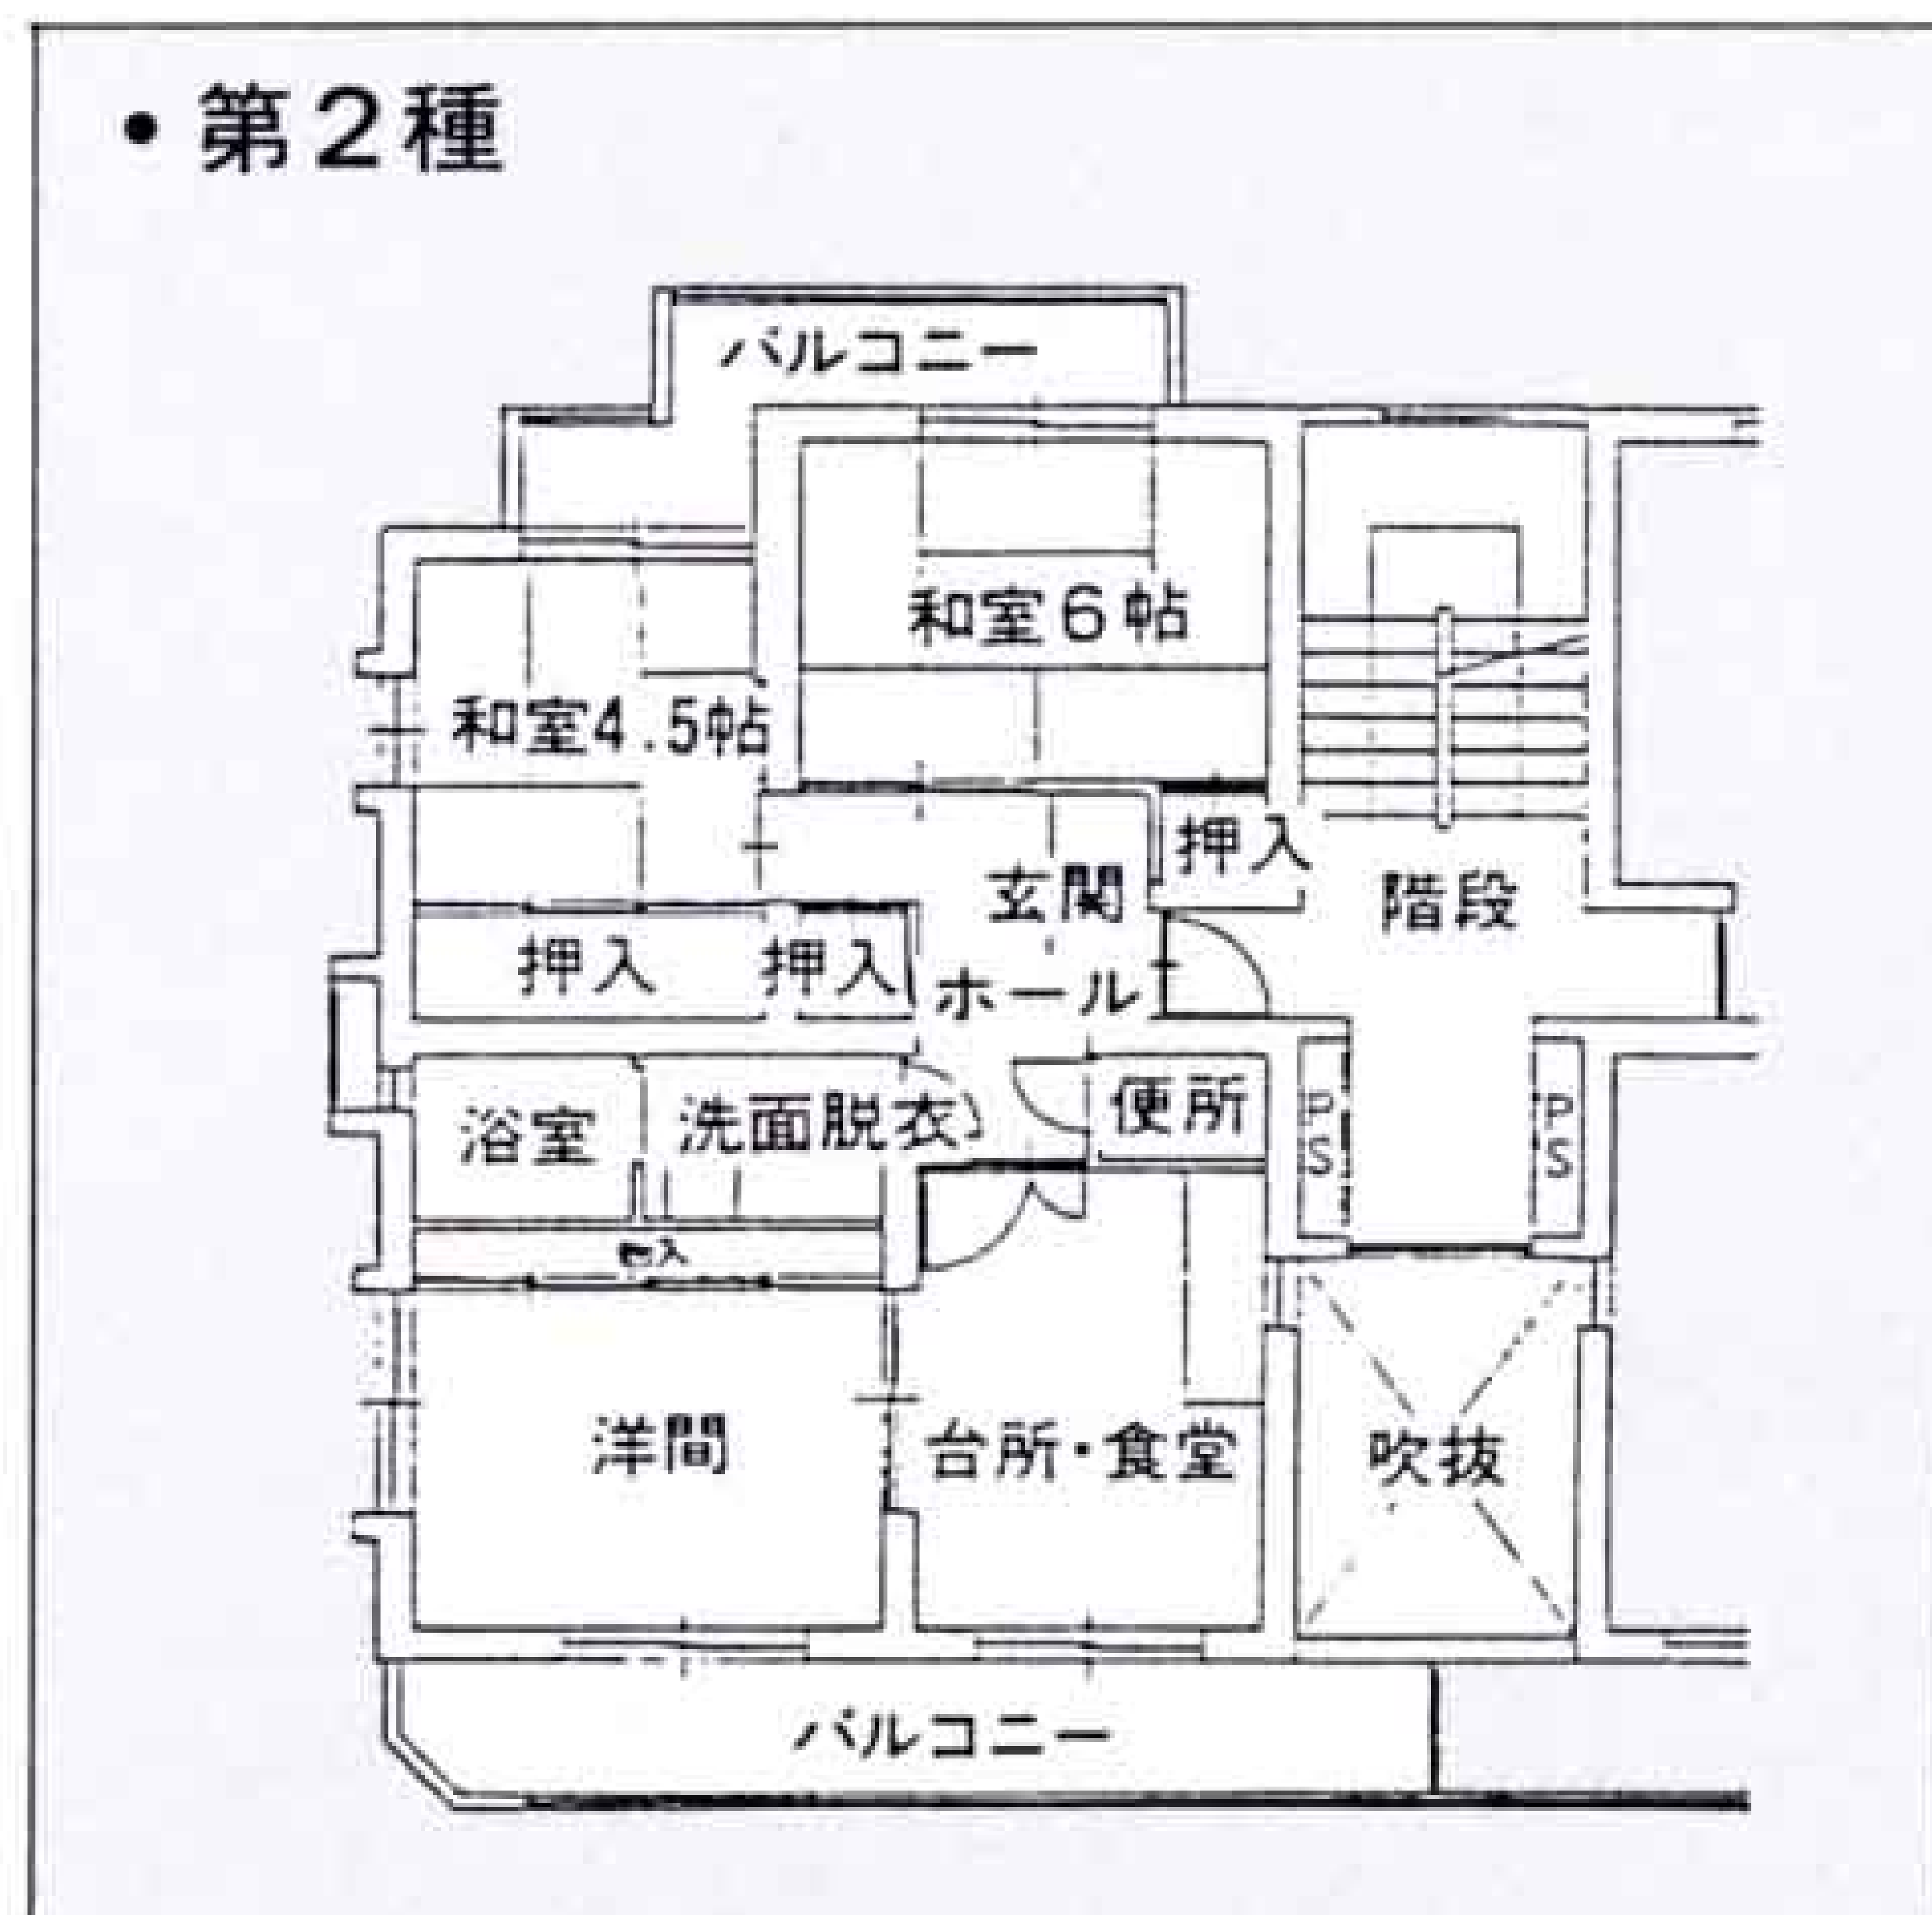 ・第2種
バルコニー
和室6帖
和室4.5帖
押入
玄関
階段
押入
押入
ホール
浴室
洗面脱衣
便所
PS
PS
洋間
台所・食堂
吹抜
バルコニー